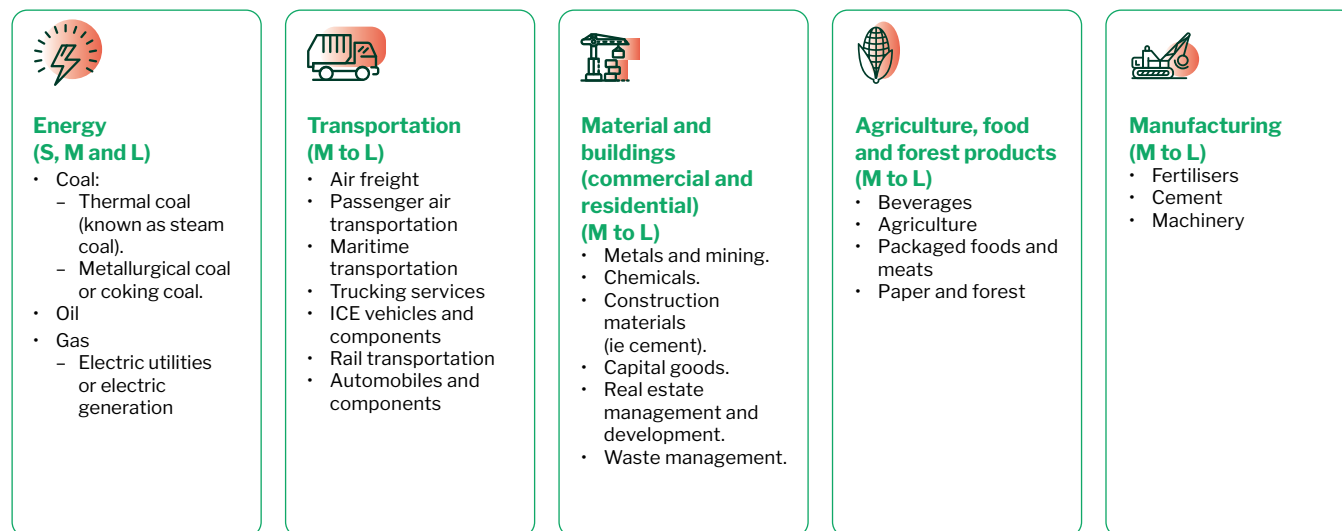 Energy
(S, M and L)
• Coal:
– Thermal coal
(known as steam
coal).
– Metallurgical coal
or coking coal.
• Oil
• Gas
– Electric utilities
or electric
generation
Transportation
(M to L)
• Air freight
• Passenger air
transportation
• Maritime
transportation
• Trucking services
• ICE vehicles and
components
• Rail transportation
• Automobiles and
components
Material and
buildings
(commercial and
residential)
(M to L)
• Metals and mining.
• Chemicals.
• Construction
materials
(ie cement).
• Capital goods.
• Real estate
management and
development.
• Waste management.
Agriculture, food
and forest products
(M to L)
• Beverages
• Agriculture
• Packaged foods and
meats
• Paper and forest
Manufacturing
(M to L)
• Fertilisers
• Cement
• Machinery